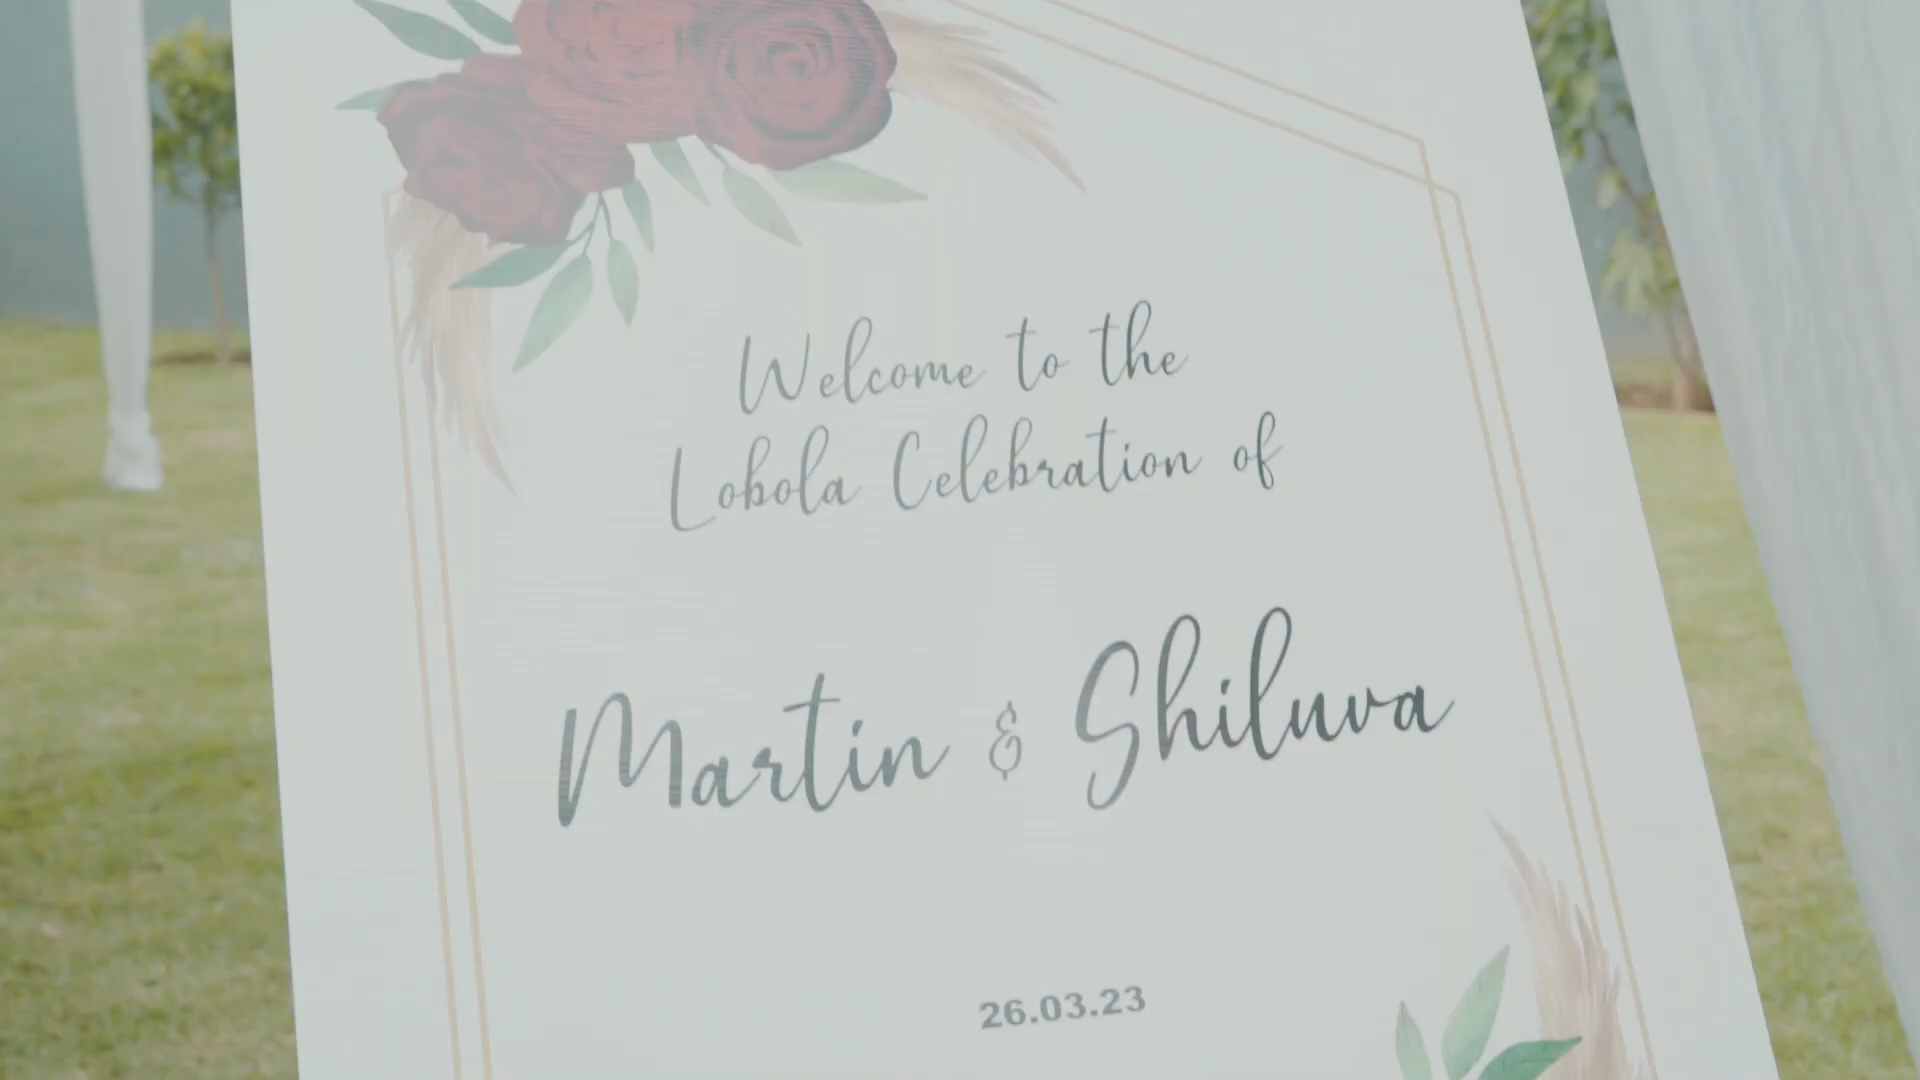 Welcome to the
Lobola Celebration of
Martin & Shiluva
26.03.23